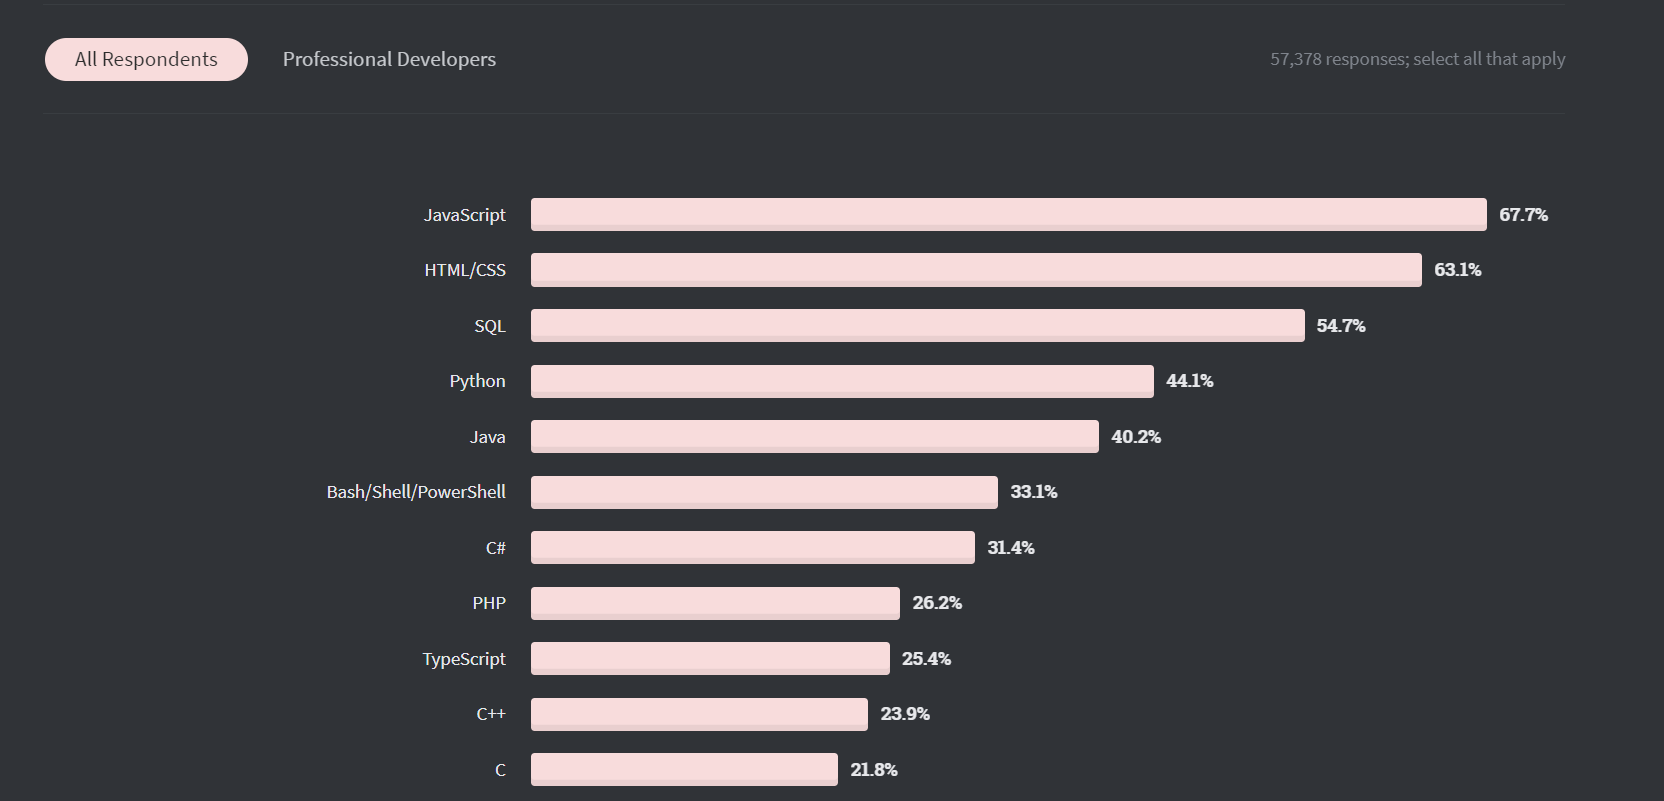 All Respondents Professional Developers 57,378 responses; select all that apply
JavaScript 67.7%
HTML/CSS 63.1%
SQL 54.7%
Python 44.1%
Java 40.2%
Bash/Shell/PowerShell 33.1%
C# 31.4%
PHP 26.2%
TypeScript 25.4%
C++ 23.9%
C 21.8%